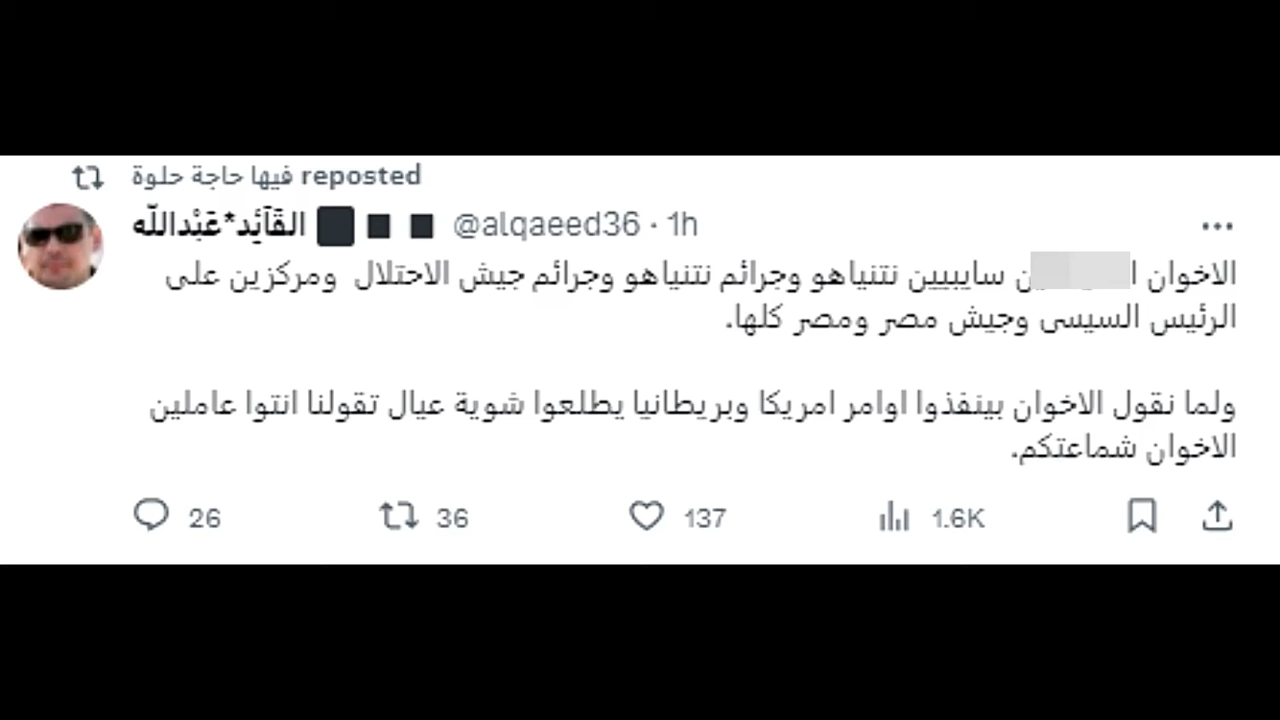 فيها حاجة حلوة reposted
القَآئِد*عَبْدالله @alqaeed36 · 1h
الاخوان سايبيين نتنياهو وجرائم نتنياهو وجرائم جيش الاحتلال ومركزين على
الرئيس السيسى وجيش مصر ومصر كلها.
ولما نقول الاخوان بينفذوا اوامر امريكا وبريطانيا يطلعوا شوية عيال تقولنا انتوا عاملين
الاخوان شماعتكم.
26 36 137 1.6K